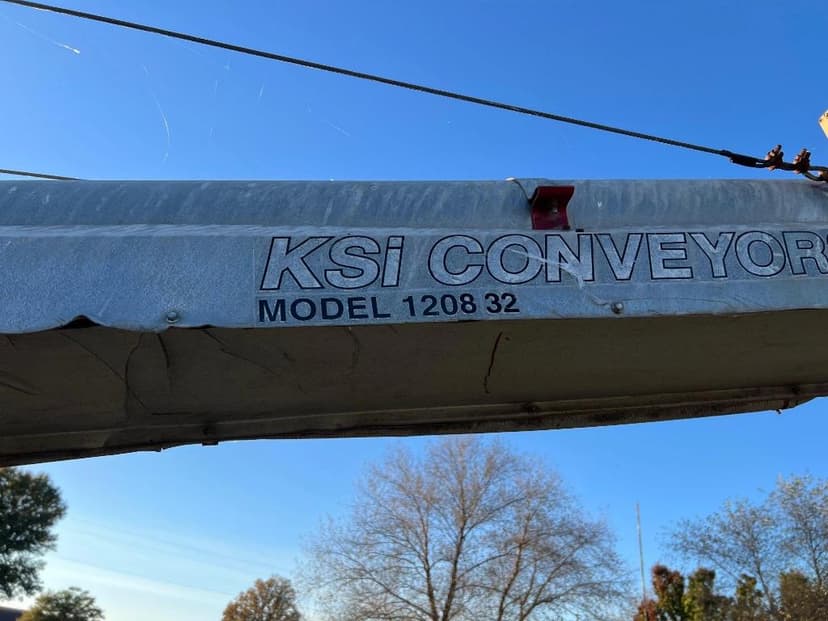 KSi CONVEYOR
MODEL 1208 32